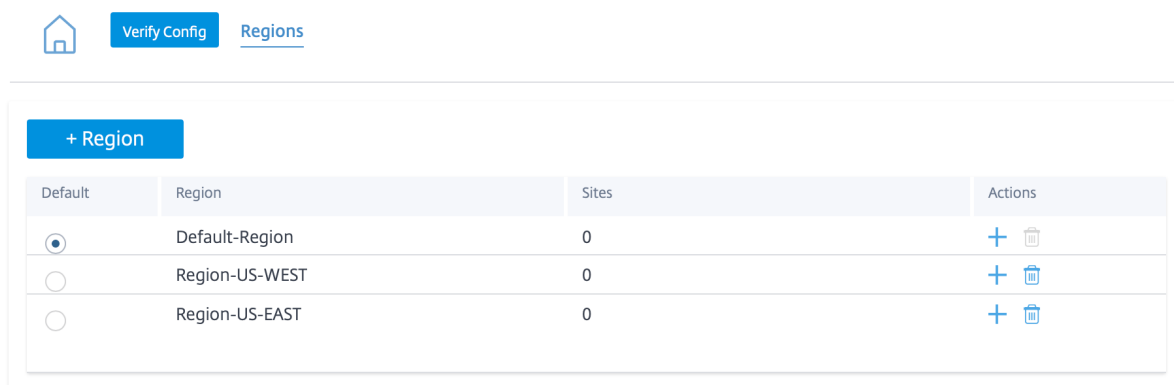 Verify Config Regions
+ Region
Default Region Sites Actions
Default-Region 0
Region-US-WEST 0
Region-US-EAST 0